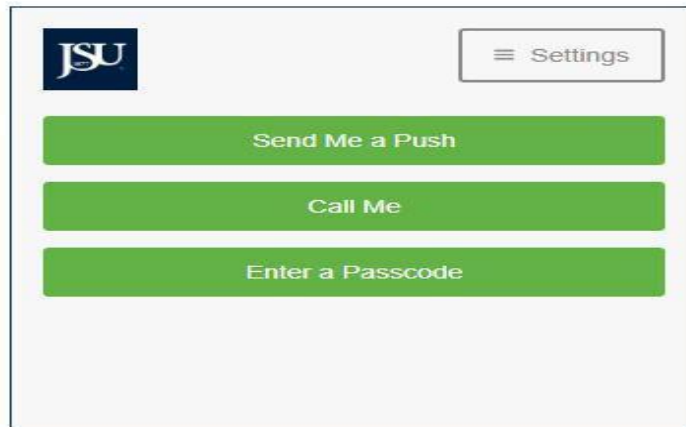 JSU
≡ Settings
Send Me a Push
Call Me
Enter a Passcode